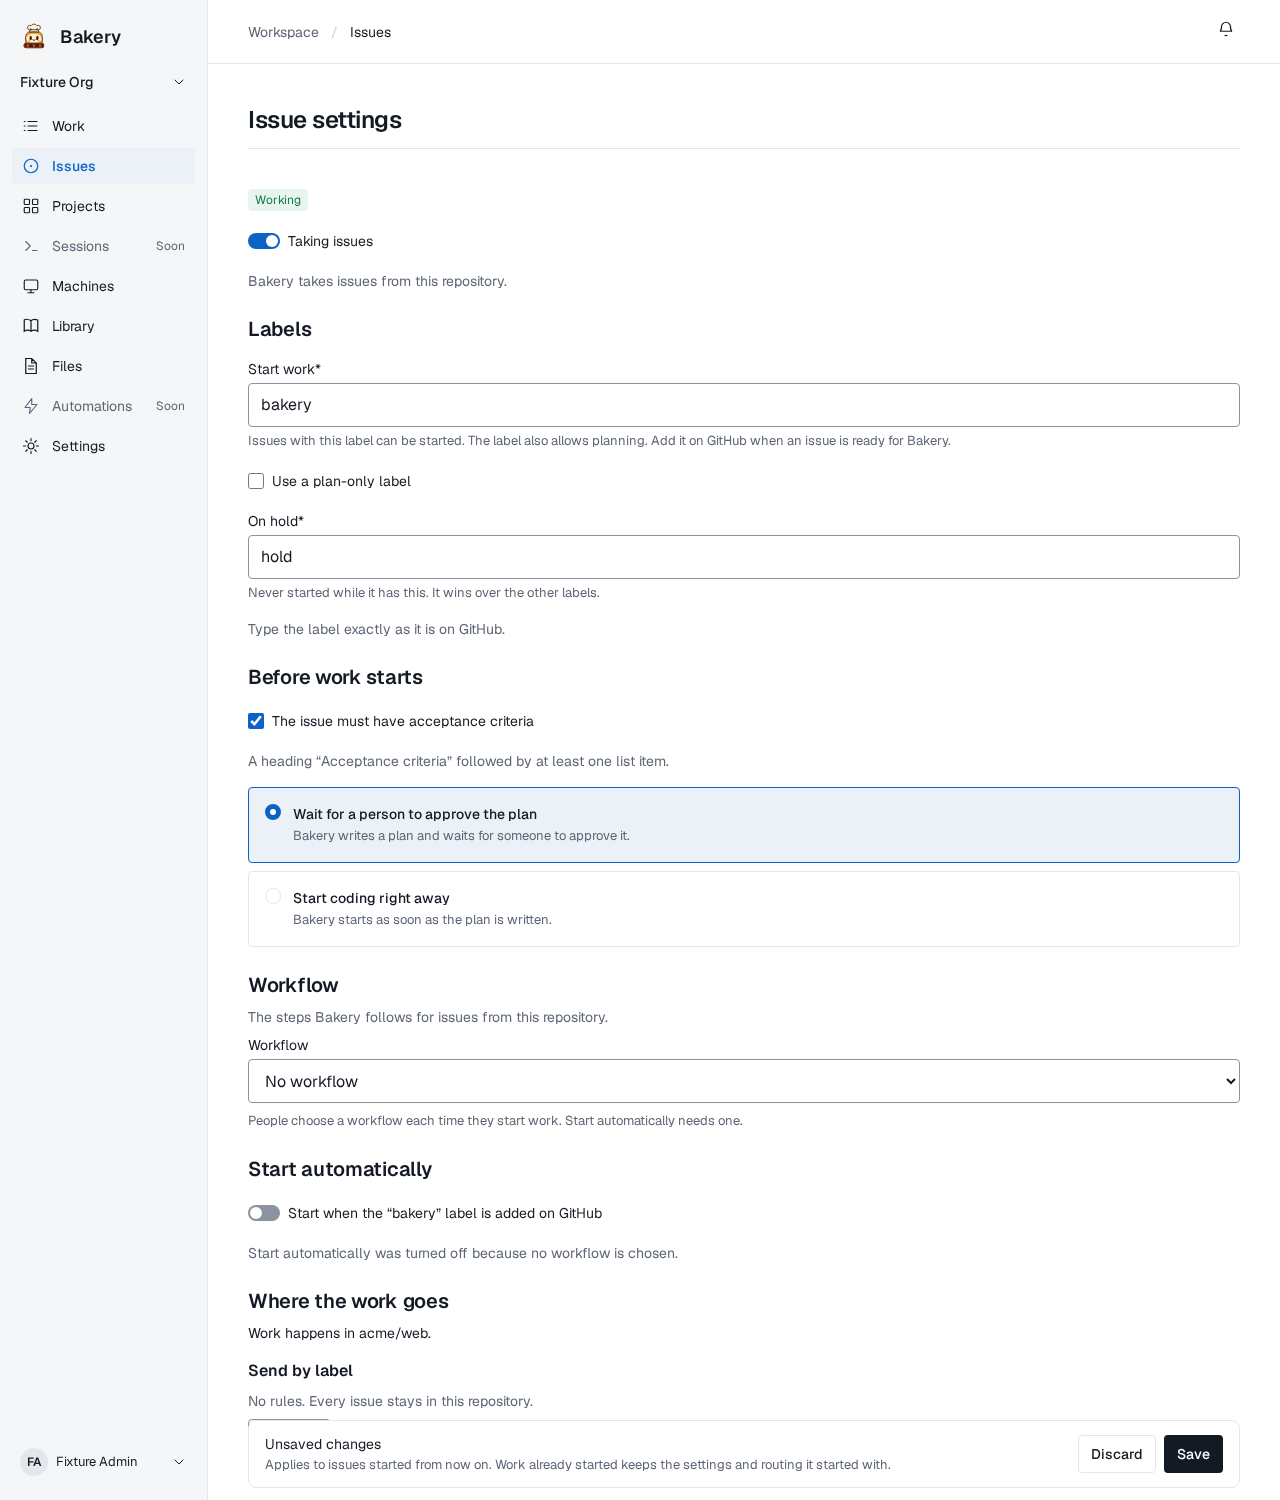 Bakery
Fixture Org
Work
Issues
Projects
Sessions Soon
Machines
Library
Files
Automations Soon
Settings
FA Fixture Admin
Workspace / Issues
Issue settings
Working
Taking issues
Bakery takes issues from this repository.
Labels
Start work*
bakery
Issues with this label can be started. The label also allows planning. Add it on GitHub when an issue is ready for Bakery.
Use a plan-only label
On hold*
hold
Never started while it has this. It wins over the other labels.
Type the label exactly as it is on GitHub.
Before work starts
The issue must have acceptance criteria
A heading “Acceptance criteria” followed by at least one list item.
Wait for a person to approve the plan
Bakery writes a plan and waits for someone to approve it.
Start coding right away
Bakery starts as soon as the plan is written.
Workflow
The steps Bakery follows for issues from this repository.
Workflow
No workflow
People choose a workflow each time they start work. Start automatically needs one.
Start automatically
Start when the “bakery” label is added on GitHub
Start automatically was turned off because no workflow is chosen.
Where the work goes
Work happens in acme/web.
Send by label
No rules. Every issue stays in this repository.
Unsaved changes
Applies to issues started from now on. Work already started keeps the settings and routing it started with.
Discard
Save